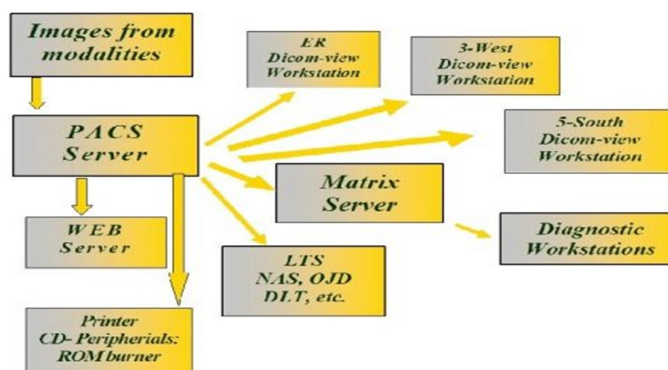 Images from
modalities
ER
Dicom-view
Workstation
3-West
Dicom-view
Workstation
PACS
Server
5-South
Dicom-view
Workstation
Matrix
Server
WEB
Server
Diagnostic
Workstations
LTS
NAS, OJD
DLT, etc.
Printer
CD- Peripherials:
ROM burner